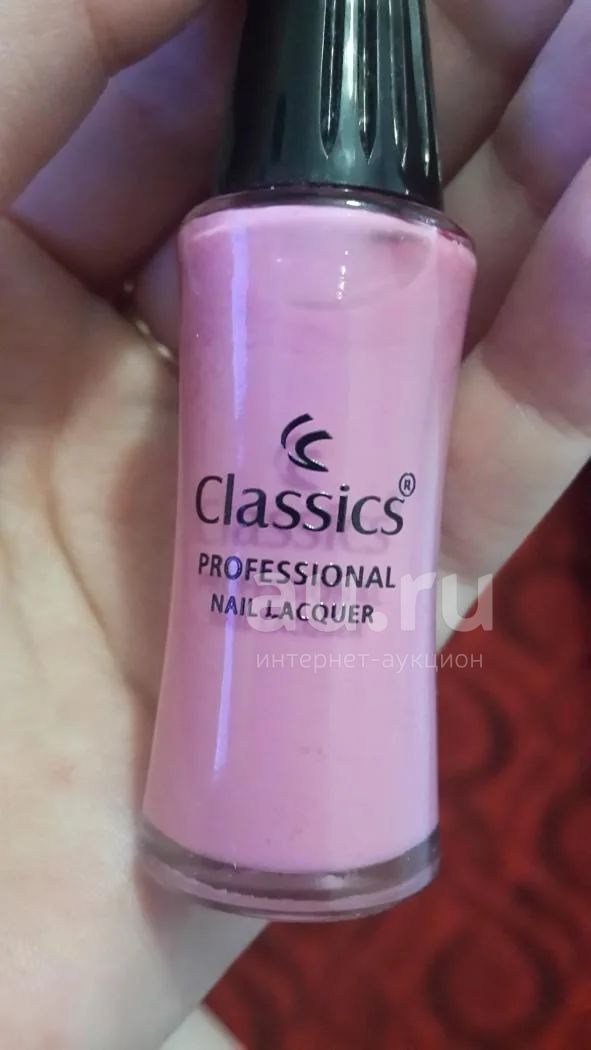 Classics®
PROFESSIONAL
NAIL LACQUER
au.ru
интернет-аукцион